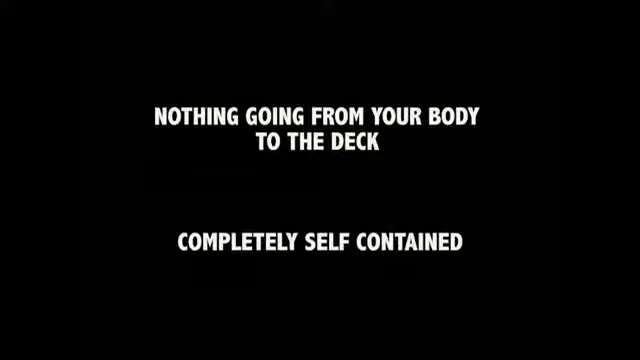 NOTHING GOING FROM YOUR BODY
TO THE DECK
COMPLETELY SELF CONTAINED